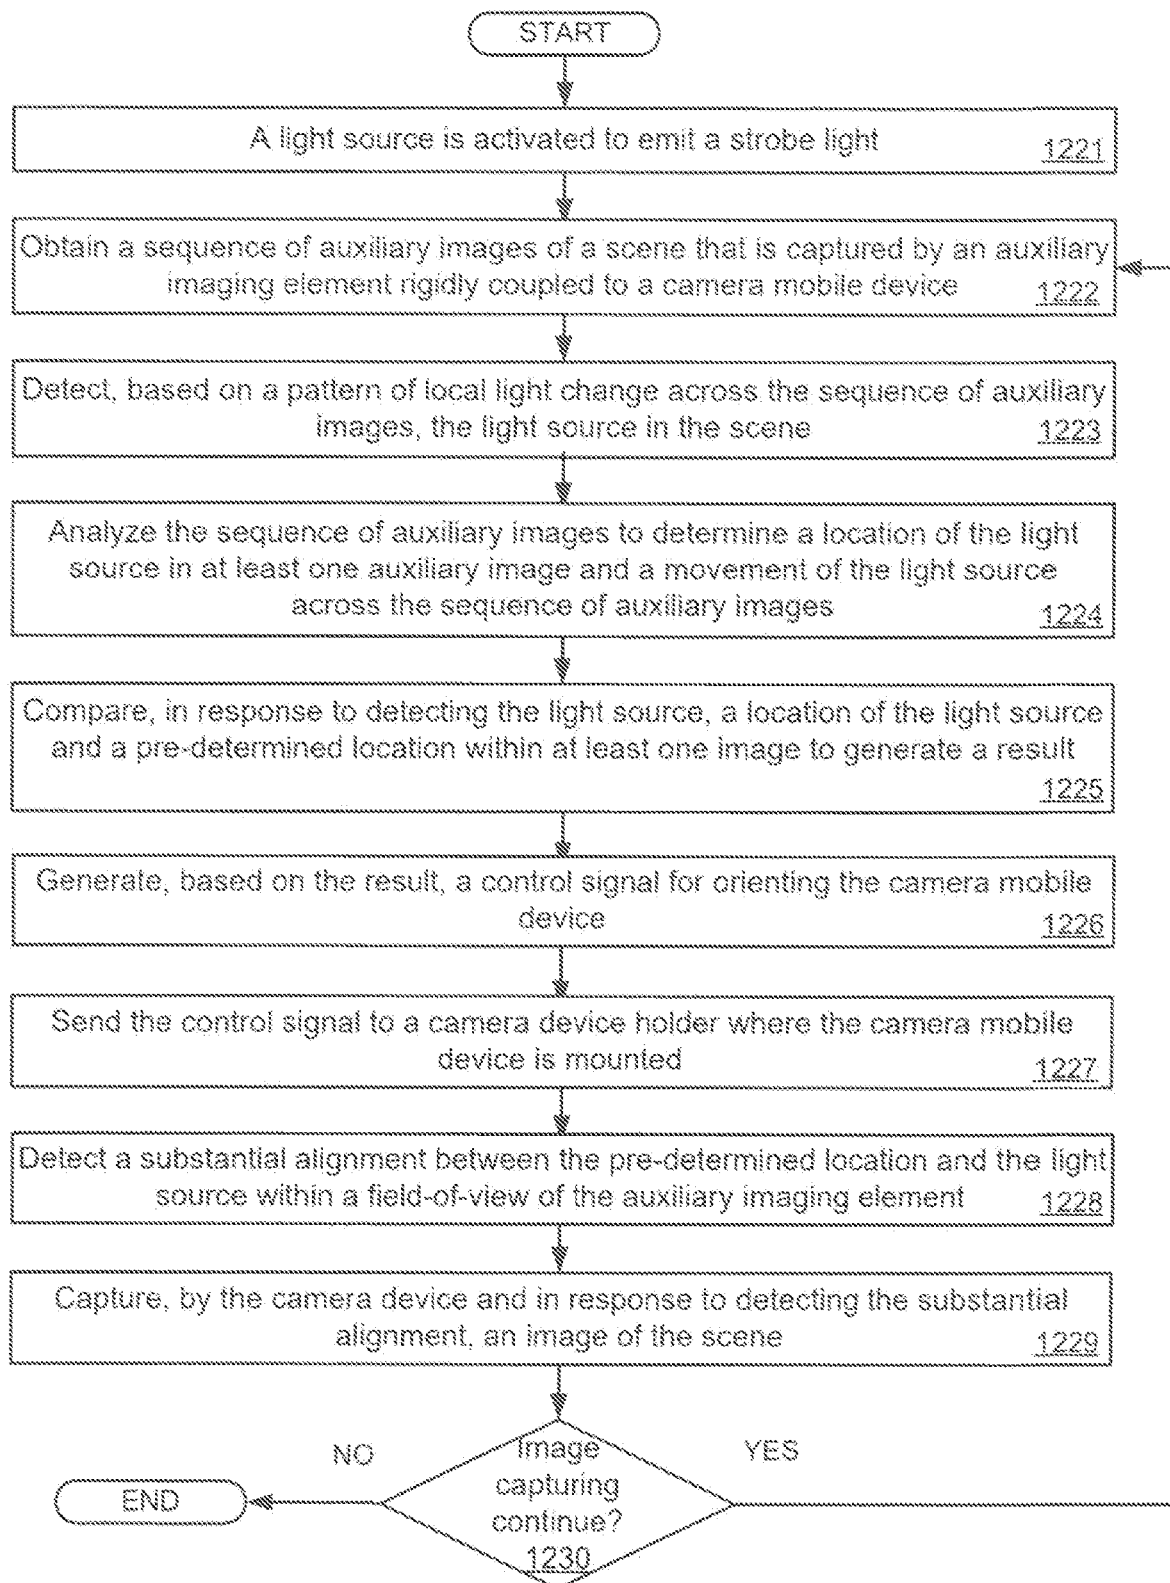 START
A light source is activated to emit a strobe light
1221
Obtain a sequence of auxiliary images of a scene that is captured by an auxiliary
imaging element rigidly coupled to a camera mobile device
1222
Detect, based on a pattern of local light change across the sequence of auxiliary
images, the light source in the scene
1223
Analyze the sequence of auxiliary images to determine a location of the light
source in at least one auxiliary image and a movement of the light source
across the sequence of auxiliary images
1224
Compare, in response to detecting the light source, a location of the light source
and a pre-determined location within at least one image to generate a result
1225
Generate, based on the result, a control signal for orienting the camera mobile
device
1226
Send the control signal to a camera device holder where the camera mobile
device is mounted
1227
Detect a substantial alignment between the pre-determined location and the light
source within a field-of-view of the auxiliary imaging element
1228
Capture, by the camera device and in response to detecting the substantial
alignment, an image of the scene
1229
NO
YES
Image
capturing
continue?
1230
END